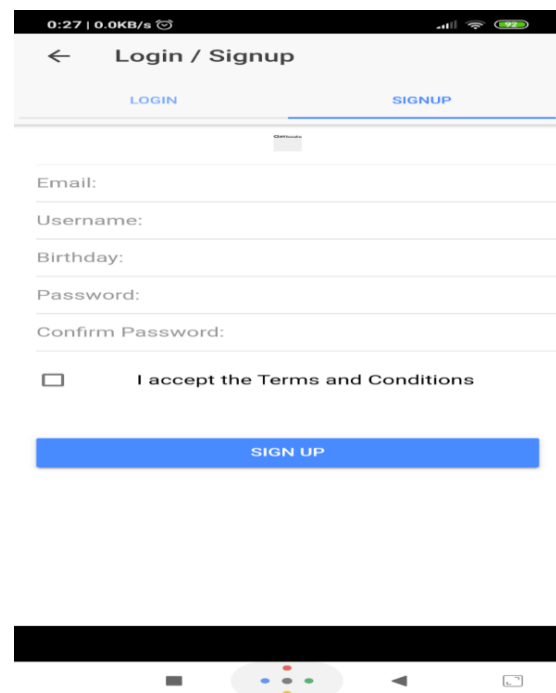 0:27 | 0.0KB/s
92
Login / Signup
LOGIN
SIGNUP
Email:
Username:
Birthday:
Password:
Confirm Password:
I accept the Terms and Conditions
SIGN UP